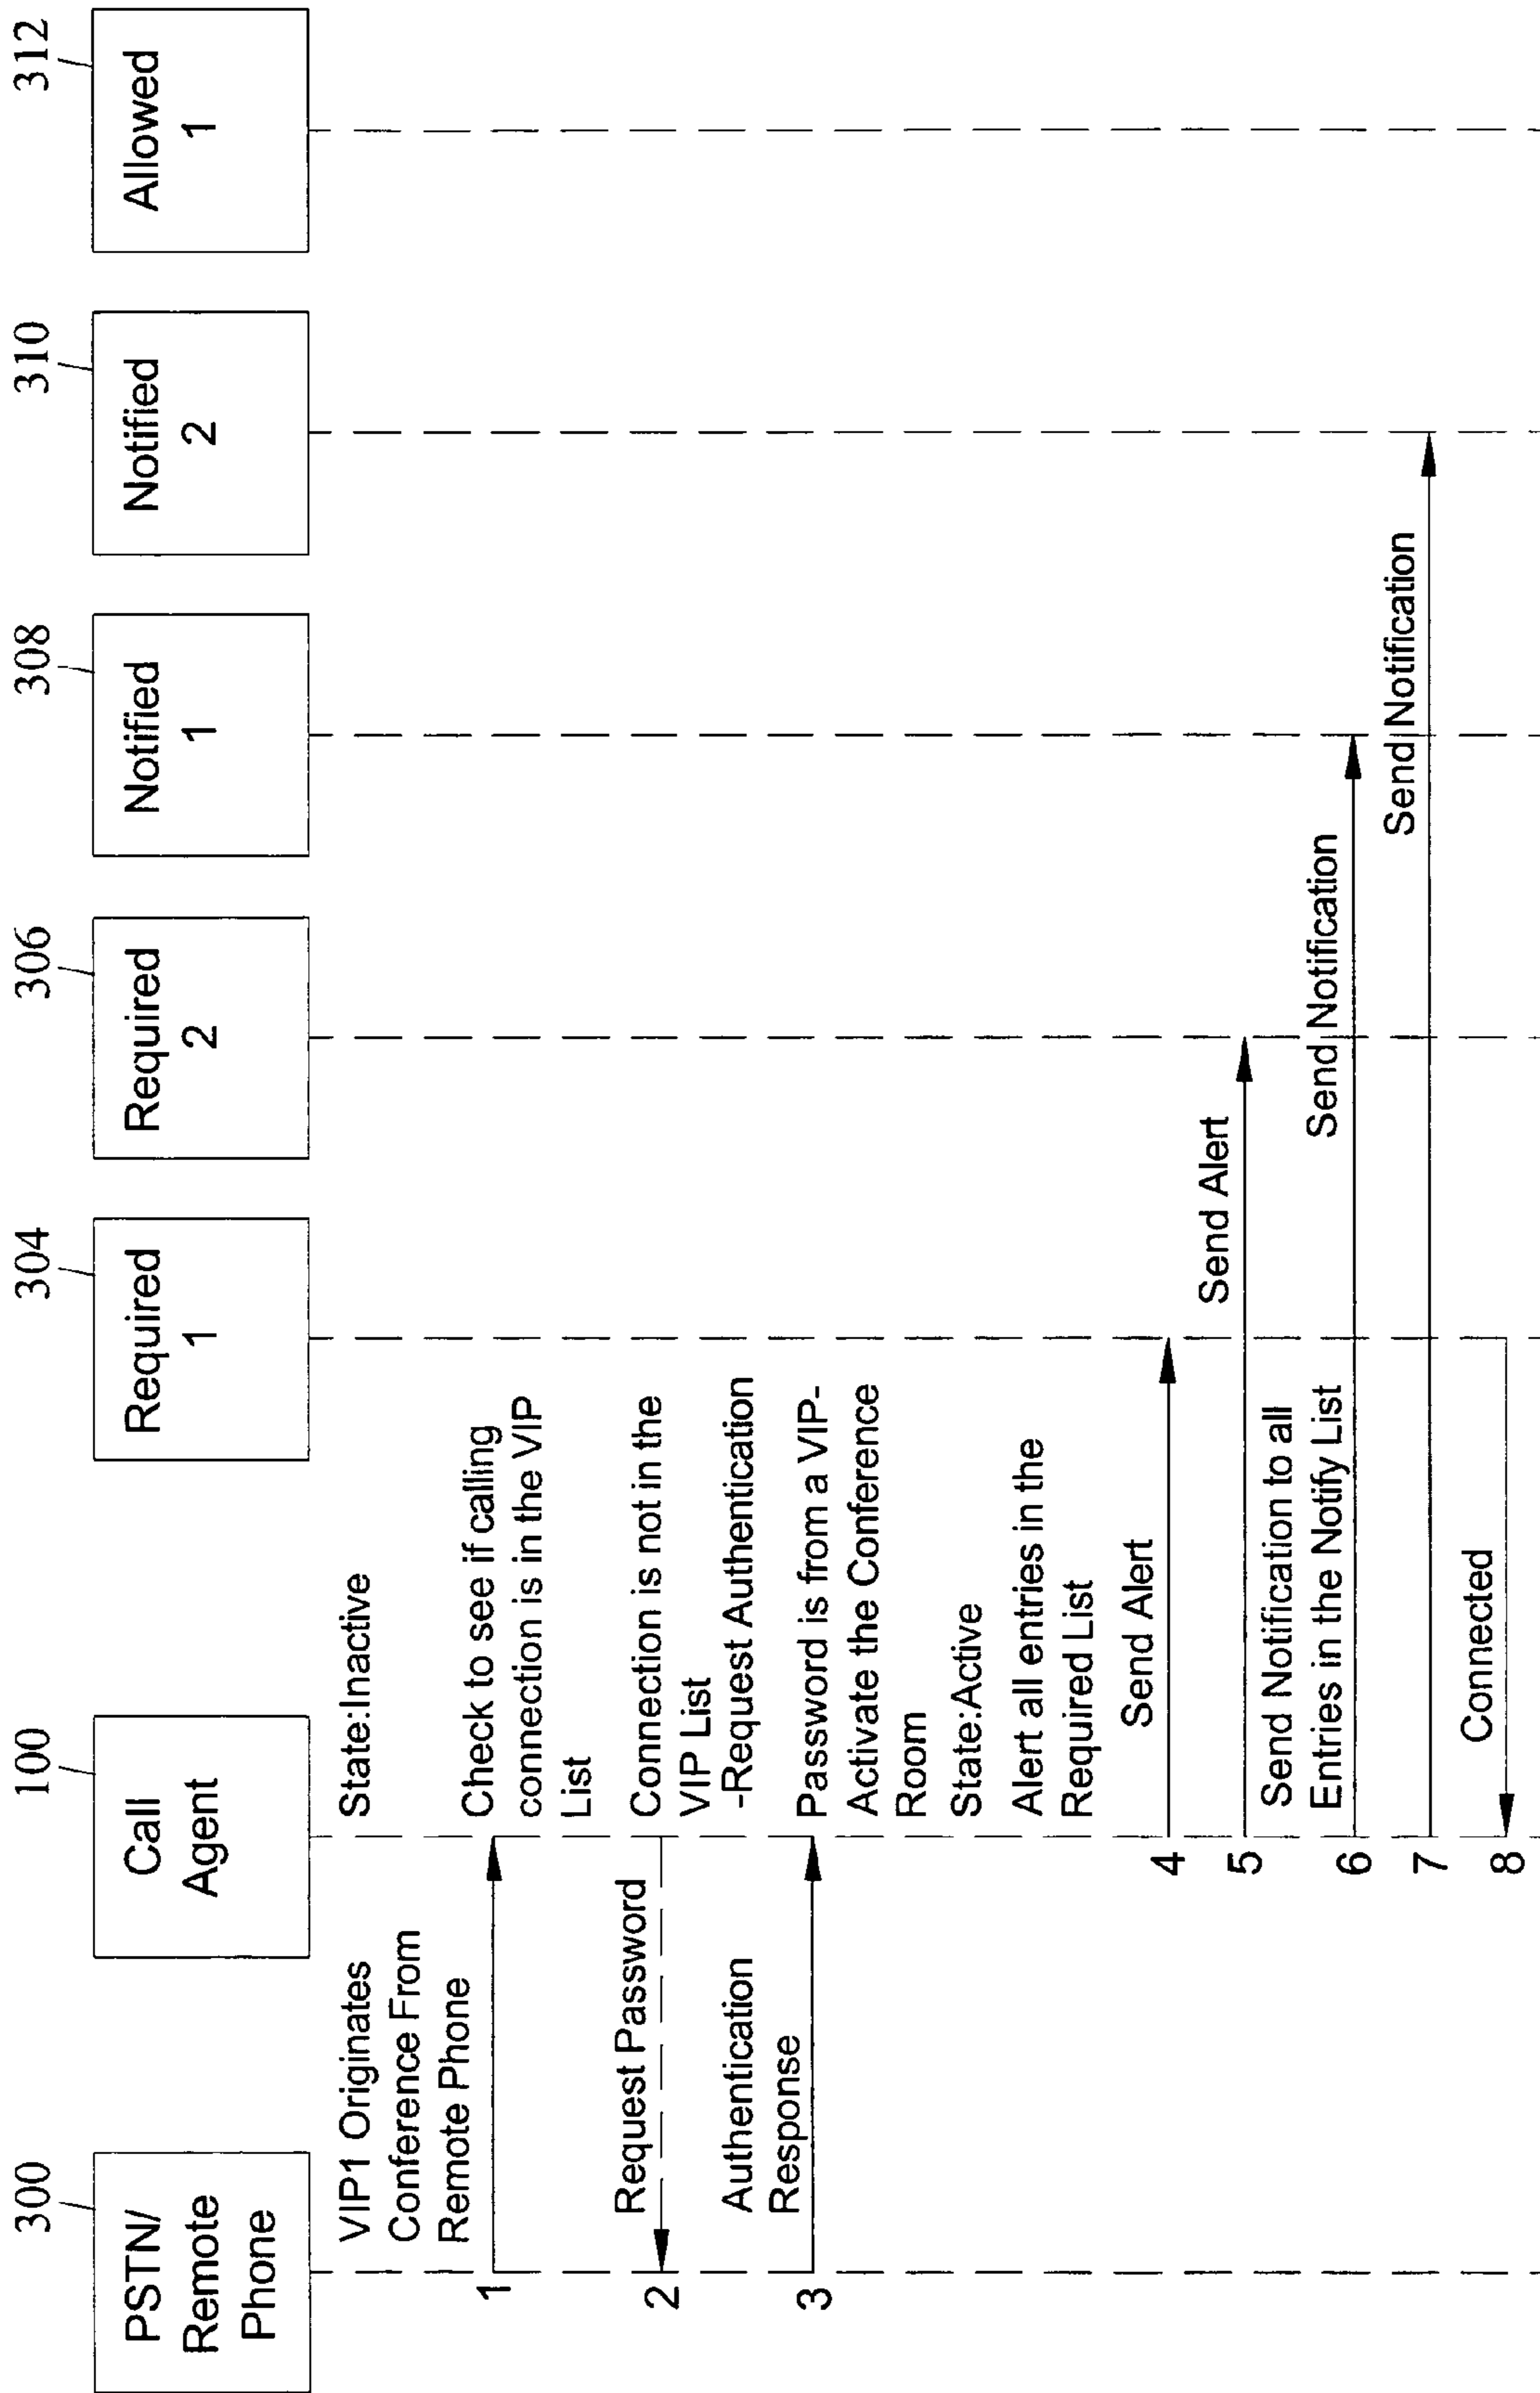 300
100
304
306
308
310
312
PSTN/
Remote
Phone
Call
Agent
Required
1
Required
2
Notified
1
Notified
2
Allowed
1
VIP1 Originates
Conference From
Remote Phone
State:Inactive
1
Check to see if calling
connection is in the VIP
List
Request Password
2
Connection is not in the
VIP List
-Request Authentication
Authentication
Response
3
Password is from a VIP-
Activate the Conference
Room
State:Active
Alert all entries in the
Required List
Send Alert
4
Send Alert
5
Send Notification to all
Entries in the Notify List
Send Notification
6
Send Notification
7
Connected
8